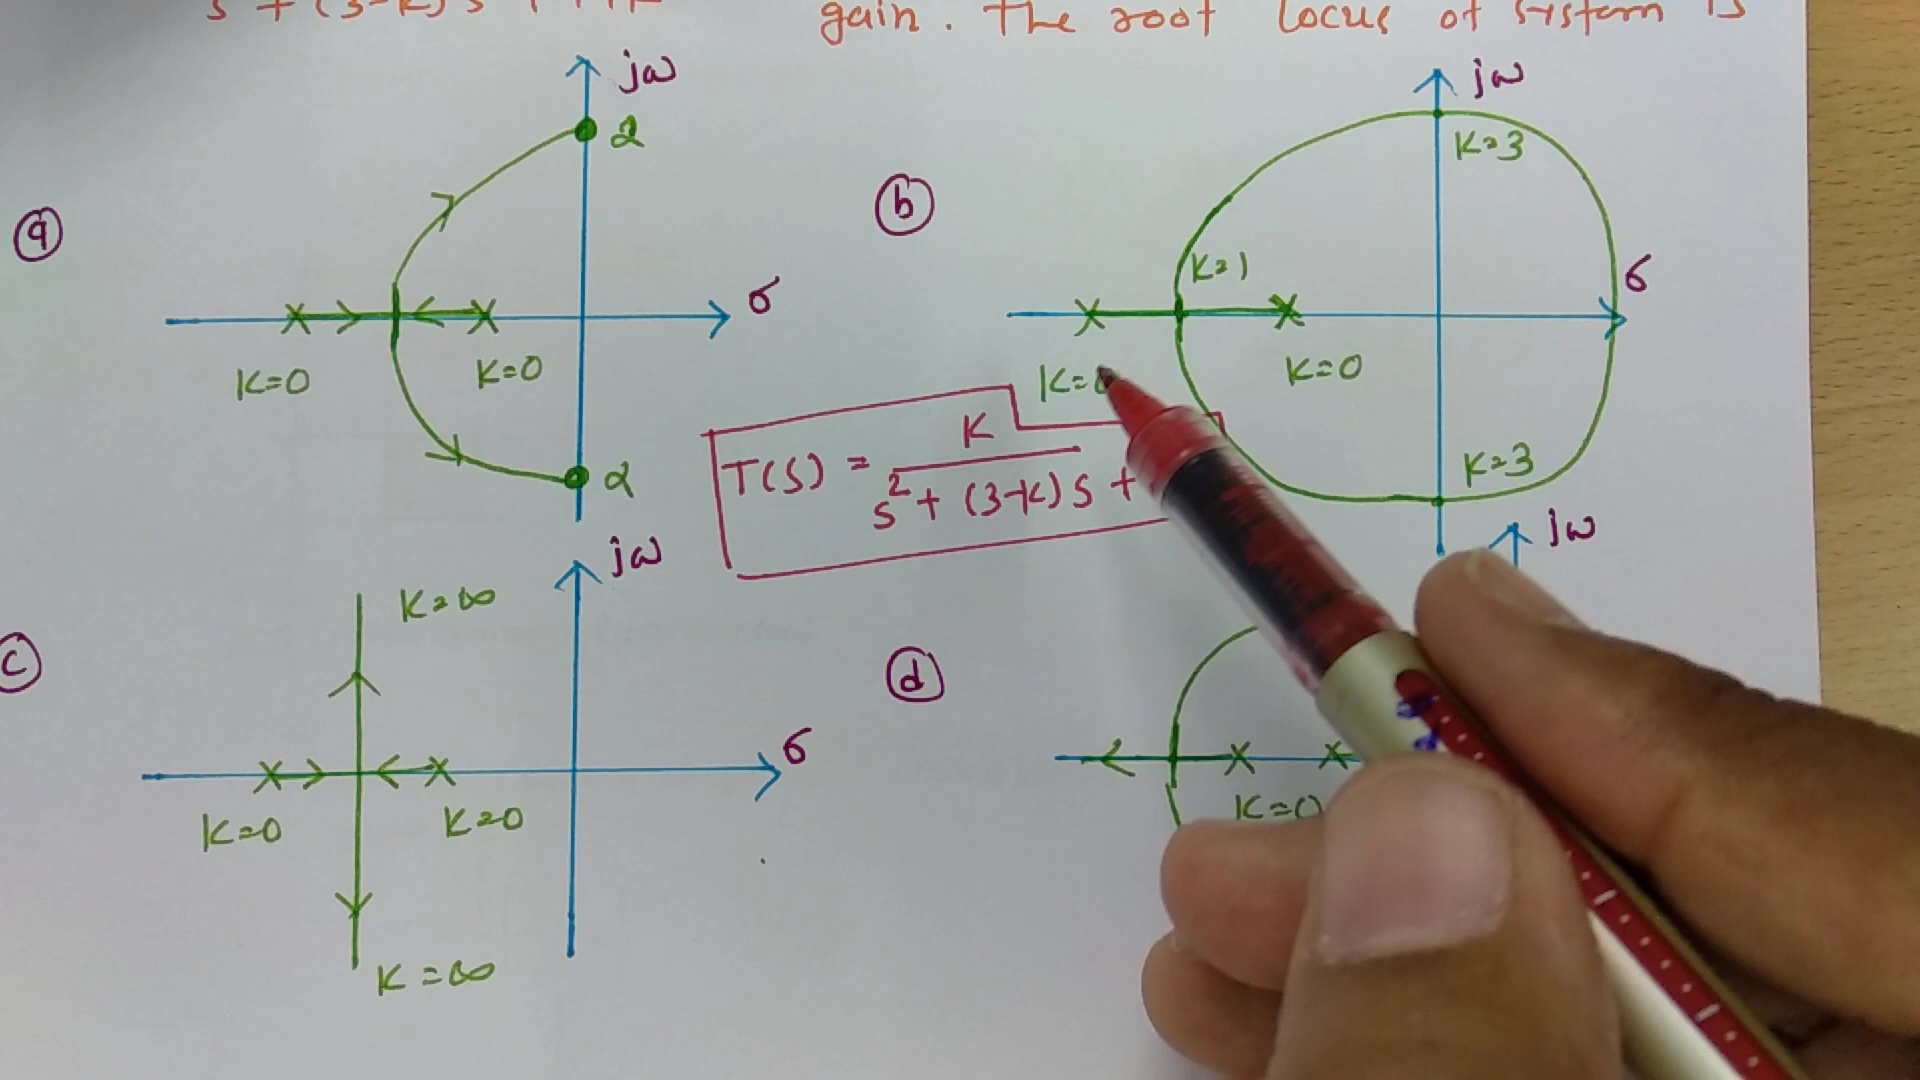 gain. The root locus of system is
jω
jω
2
K=3
ⓐ
ⓑ
K=1
σ
σ
K=0
K=0
K=0
K=3
T(s) = K / s²+(3-K)s+
2
jω
jω
K=∞
ⓒ
ⓓ
σ
K=0
K=0
K=0
K=∞